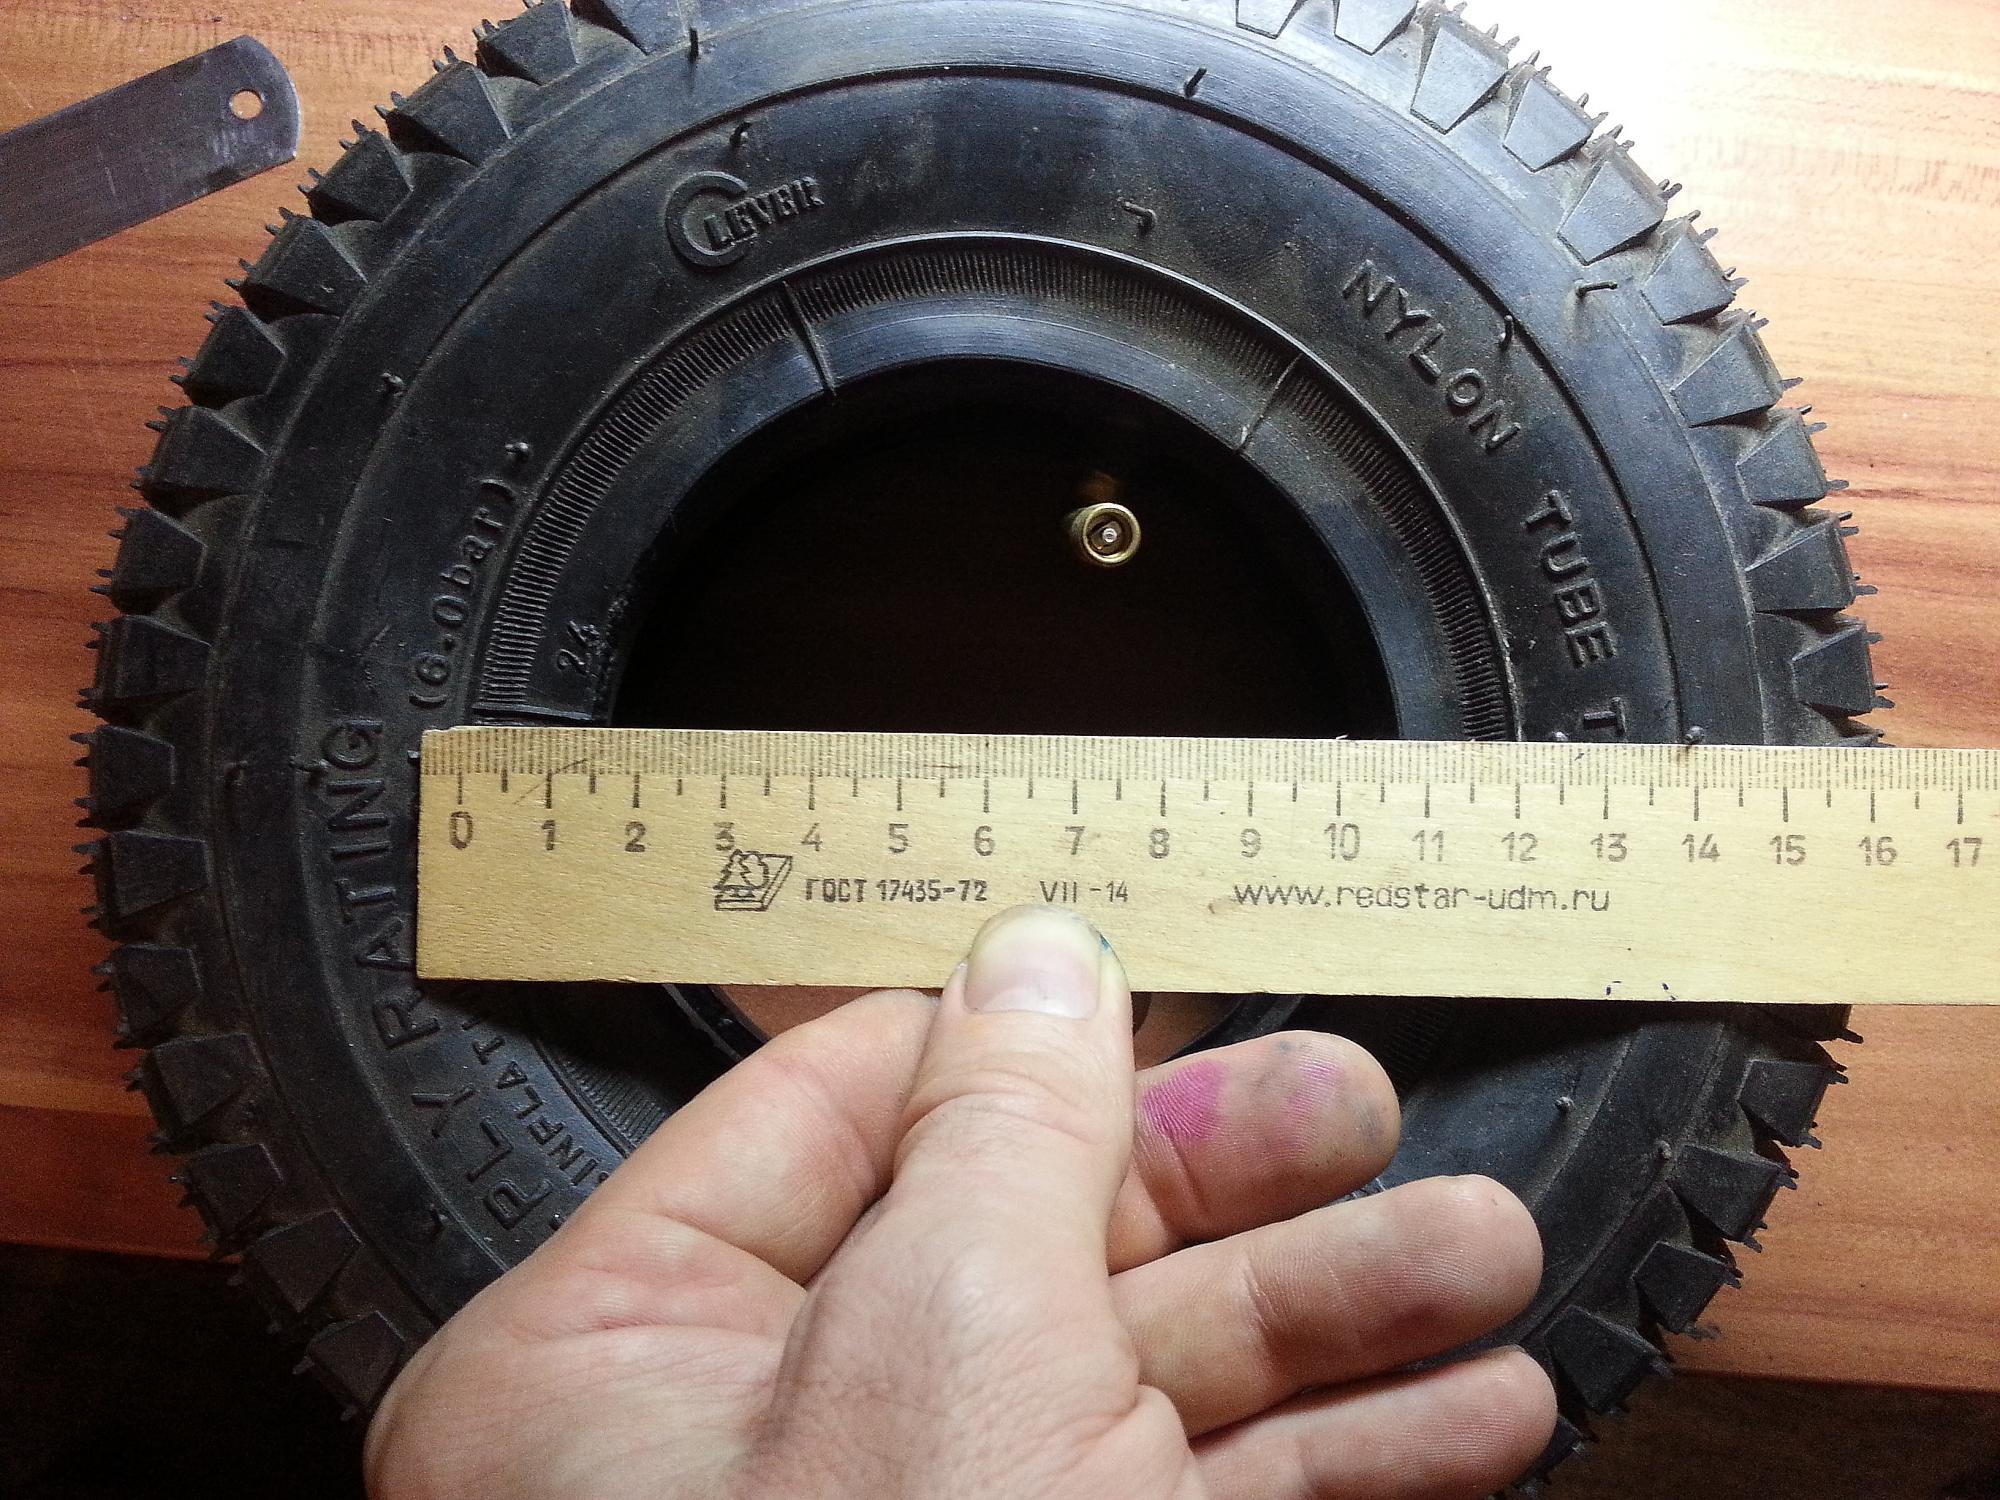 CLEVER
NYLON TUBE T
(6.0bar)
24
PLY RATING
INFLAT
0 1 2 3 4 5 6 7 8 9 10 11 12 13 14 15 16 17
ГОСТ 17435-72 VII-14 www.redstar-udm.ru